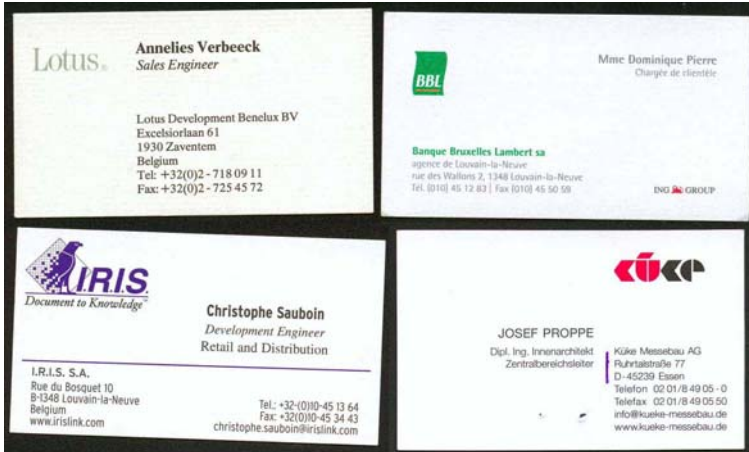 Lotus®
Annelies Verbeeck
Sales Engineer
Lotus Development Benelux BV
Excelsiorlaan 61
1930 Zaventem
Belgium
Tel: +32(0)2 - 718 09 11
Fax: +32(0)2 - 725 45 72
BBL
Mme Dominique Pierre
Chargée de clientèle
Banque Bruxelles Lambert sa
agence de Louvain-la-Neuve
rue des Wallons 2, 1348 Louvain-la-Neuve
Tél. (010) 45 12 83 | Fax (010) 45 50 59
ING GROUP
I.R.I.S.
Document to Knowledge™
Christophe Sauboin
Development Engineer
Retail and Distribution
I.R.I.S. S.A.
Rue du Bosquet 10
B-1348 Louvain-la-Neuve
Belgium
www.irislink.com
Tel.: +32-(0)10-45 13 64
Fax: +32(0)10-45 34 43
christophe.sauboin@irislink.com
KÜKE
JOSEF PROPPE
Dipl. Ing. Innenarchitekt
Zentralbereichsleiter
Küke Messebau AG
Ruhrtalstraße 77
D-45239 Essen
Telefon 02 01/8 49 05 - 0
Telefax 02 01/8 49 05 50
info@kueke-messebau.de
www.kueke-messebau.de